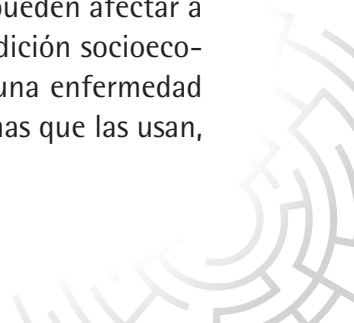 pueden afectar a
dición socioeco-
una enfermedad
nas que las usan,